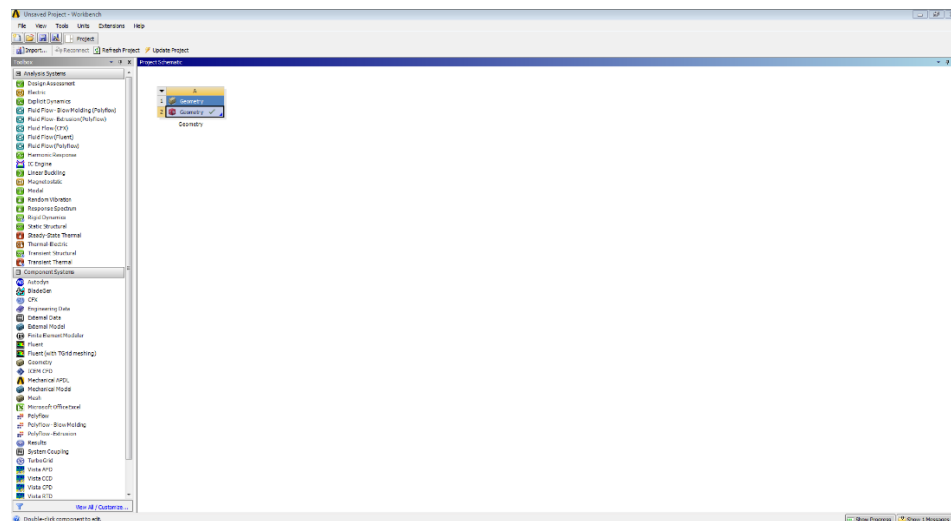 Unsaved Project - Workbench
File View Tools Units Extensions Help
Project
Import... Reconnect Refresh Project Update Project
Toolbox
Project Schematic
Analysis Systems
Design Assessment
Electric
Explicit Dynamics
Fluid Flow - Blow Molding (Polyflow)
Fluid Flow - Extrusion (Polyflow)
Fluid Flow (CFX)
Fluid Flow (Fluent)
Fluid Flow (Polyflow)
Harmonic Response
IC Engine
Linear Buckling
Magnetostatic
Modal
Random Vibration
Response Spectrum
Rigid Dynamics
Static Structural
Steady-State Thermal
Thermal-Electric
Transient Structural
Transient Thermal
Component Systems
Autodyn
BladeGen
CFX
Engineering Data
External Data
External Model
Finite Element Modeler
Fluent
Fluent (with TGrid meshing)
Geometry
ICEM CFD
Mechanical APDL
Mechanical Model
Mesh
Microsoft Office Excel
Polyflow
Polyflow - Blow Molding
Polyflow - Extrusion
Results
System Coupling
TurboGrid
Vista AFD
Vista CCD
Vista CPD
Vista RTD
View All / Customize...
A
1 Geometry
2 Geometry
Geometry
Double-click component to edit.
Show Progress Show 1 Messages